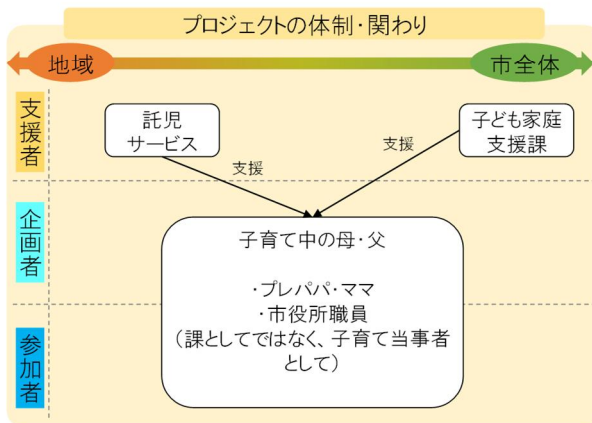 プロジェクトの体制・関わり
地域
市全体
支援者
託児
サービス
子ども家庭
支援課
支援
支援
企画者
子育て中の母・父
・プレパパ・ママ
・市役所職員
（課としてではなく、子育て当事者
として）
参加者